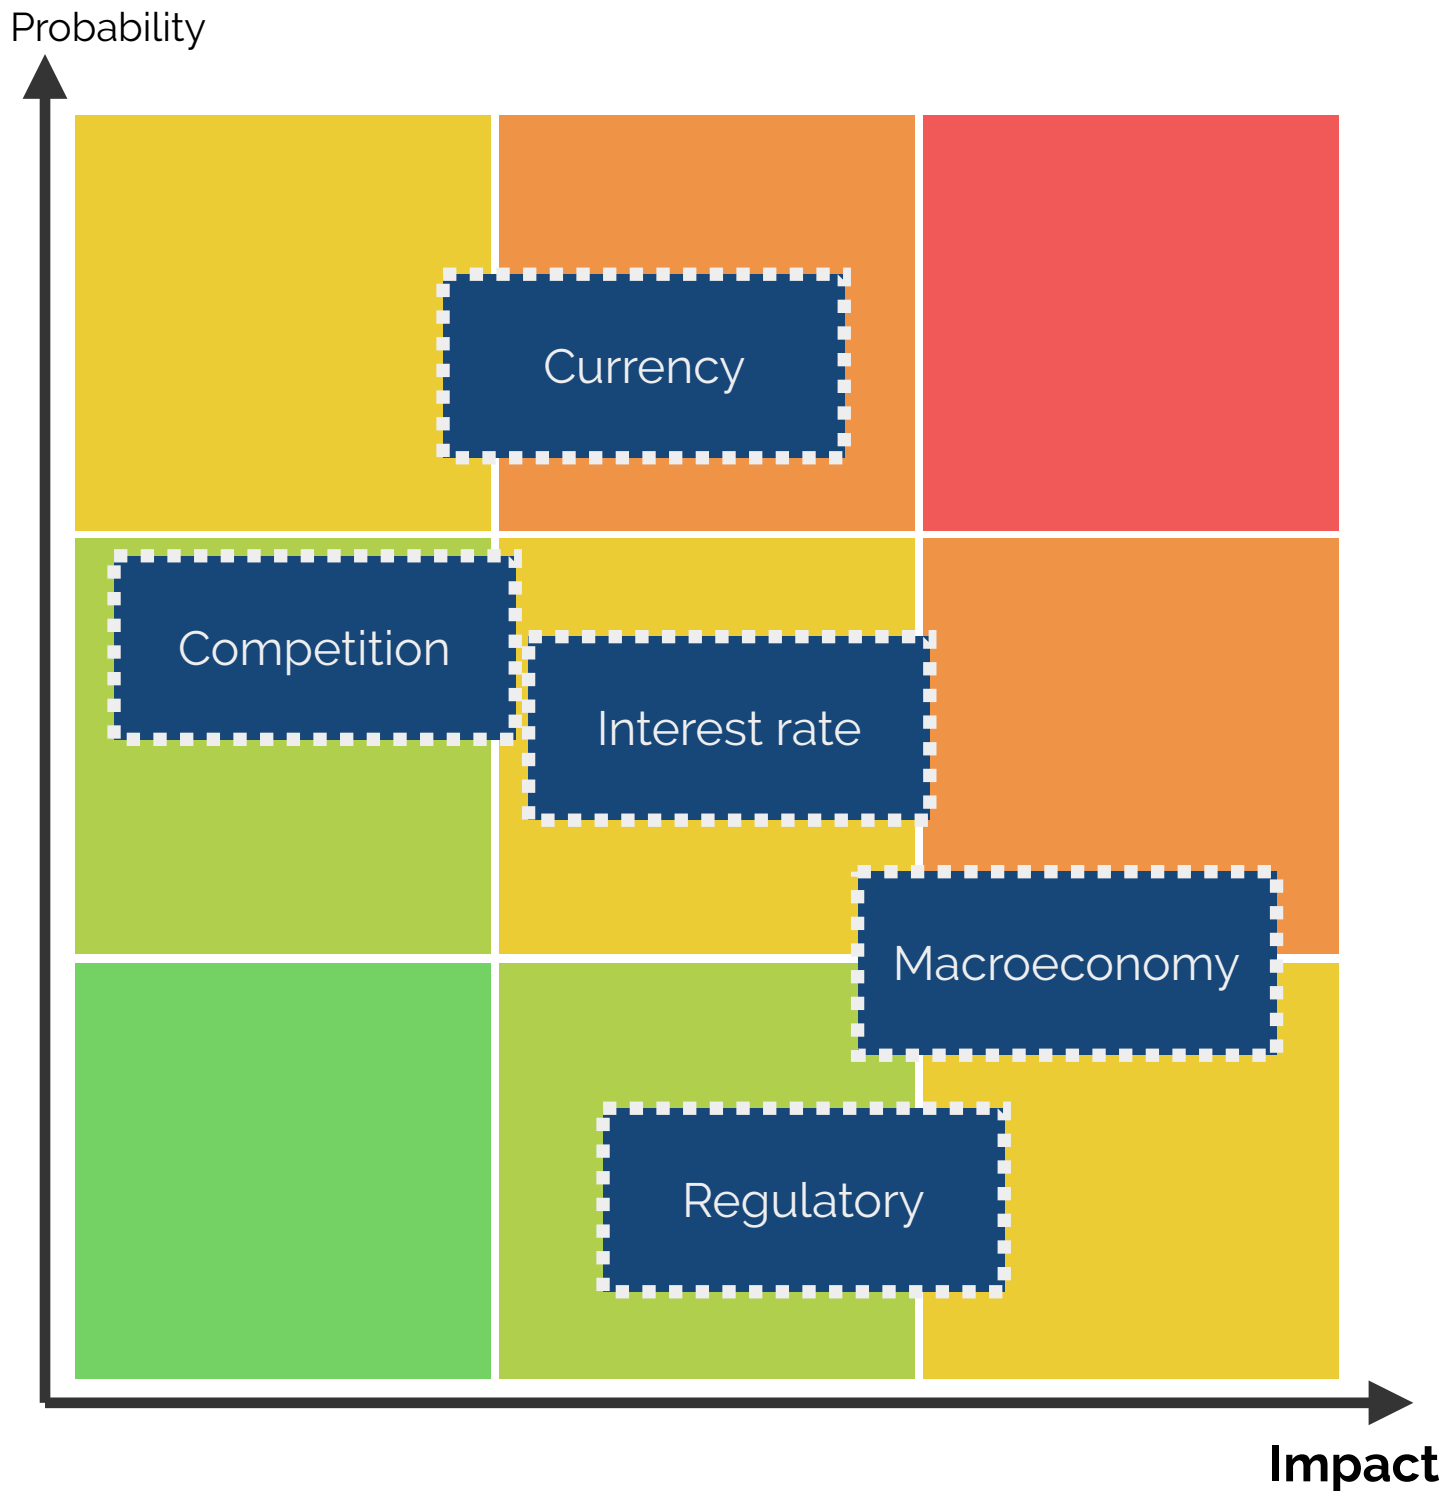 Probability
Currency
Competition
Interest rate
Macroeconomy
Regulatory
Impact